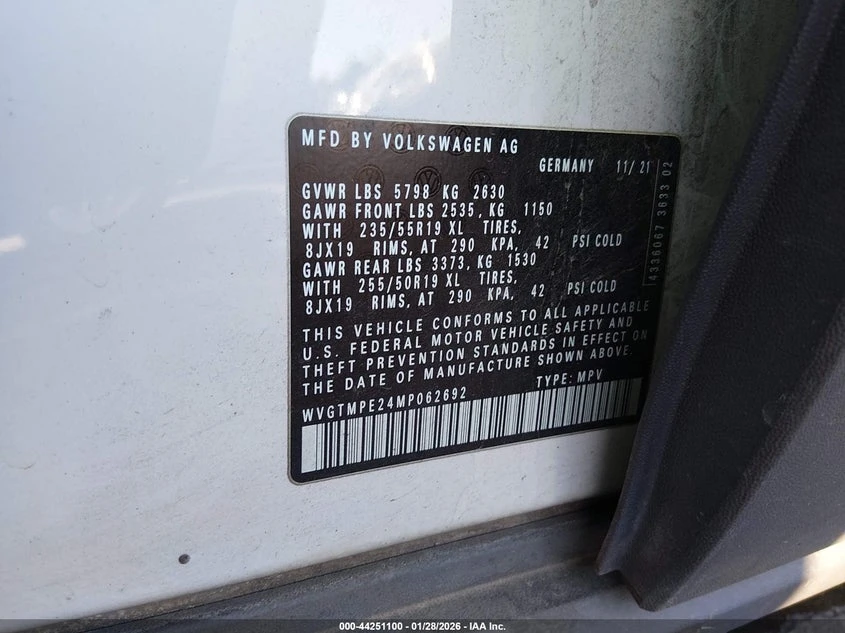 MFD BY VOLKSWAGEN AG
GERMANY 11/21
GVWR LBS 5798 KG 2630
GAWR FRONT LBS 2535, KG 1150
WITH 235/55R19 XL TIRES,
8JX19 RIMS, AT 290 KPA, 42 PSI COLD
GAWR REAR LBS 3373, KG 1530
WITH 255/50R19 XL TIRES,
8JX19 RIMS, AT 290 KPA, 42 PSI COLD
THIS VEHICLE CONFORMS TO ALL APPLICABLE
U.S. FEDERAL MOTOR VEHICLE SAFETY AND
THEFT PREVENTION STANDARDS IN EFFECT ON
THE DATE OF MANUFACTURE SHOWN ABOVE.
WVGTMPE24MP062692 TYPE: MPV
4336067 3633 02
000-44251100 - 01/28/2026 - IAA Inc.